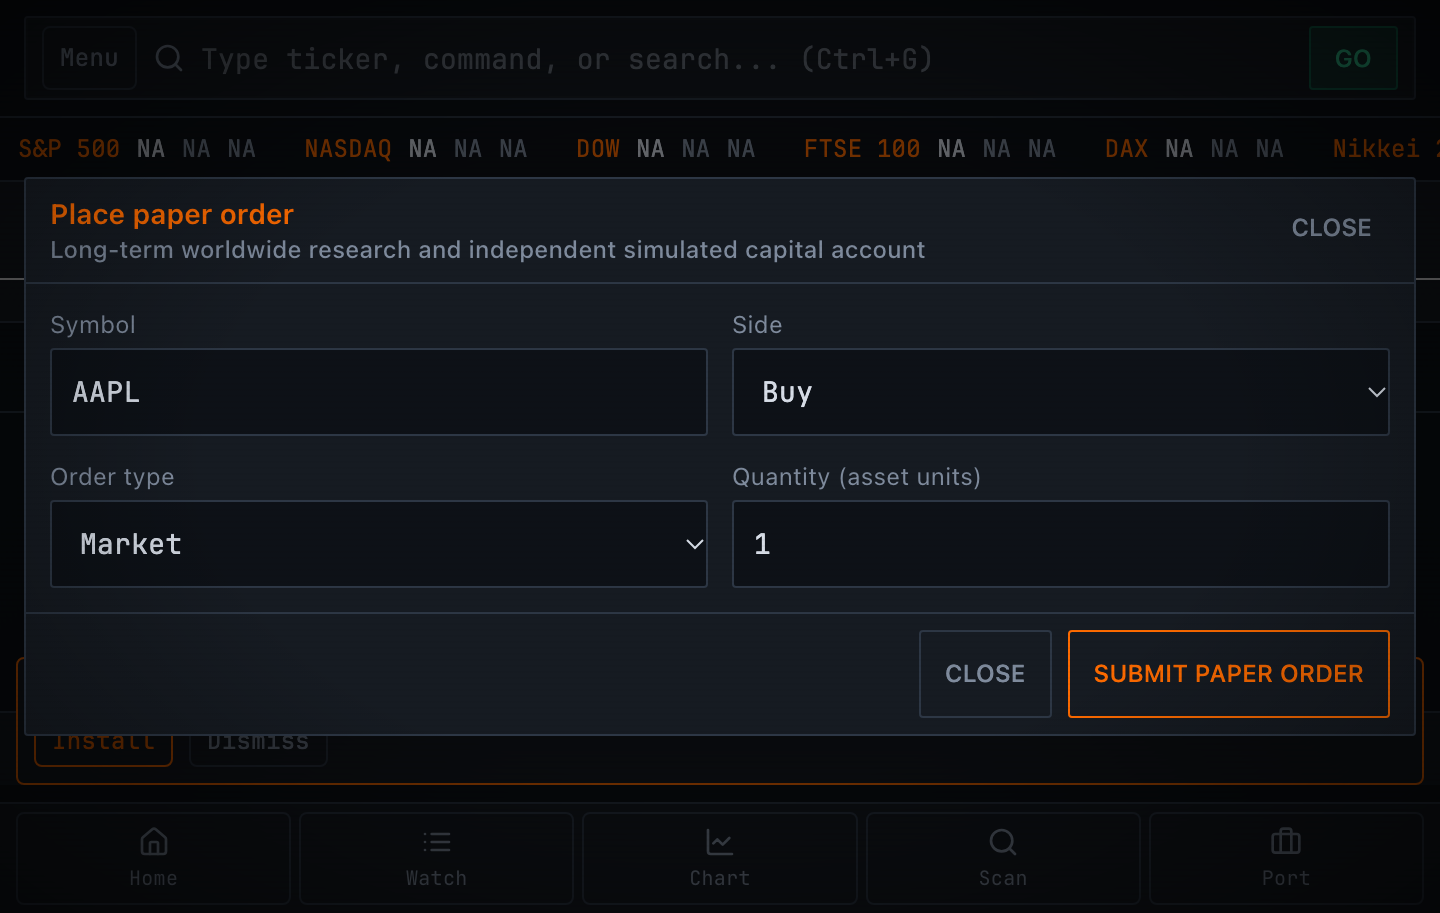 Menu Type ticker, command, or search... (Ctrl+G) GO
S&P 500 NA NA NA NASDAQ NA NA NA DOW NA NA NA FTSE 100 NA NA NA DAX NA NA NA Nikkei
Place paper order
Long-term worldwide research and independent simulated capital account
CLOSE
Symbol Side
AAPL Buy
Order type Quantity (asset units)
Market 1
CLOSE SUBMIT PAPER ORDER
Install Dismiss
Home Watch Chart Scan Port